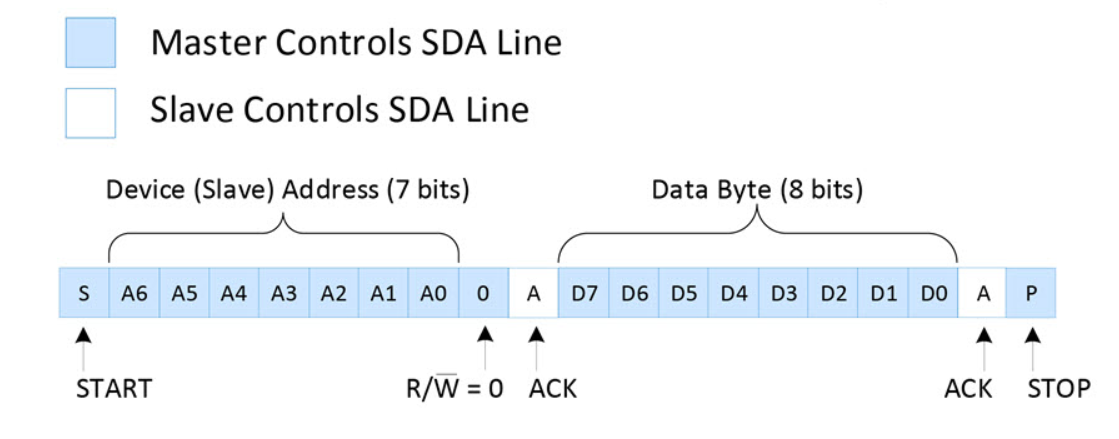 Master Controls SDA Line
Slave Controls SDA Line
Device (Slave) Address (7 bits) Data Byte (8 bits)
S A6 A5 A4 A3 A2 A1 A0 0 A D7 D6 D5 D4 D3 D2 D1 D0 A P
START R/W̅ = 0 ACK ACK STOP